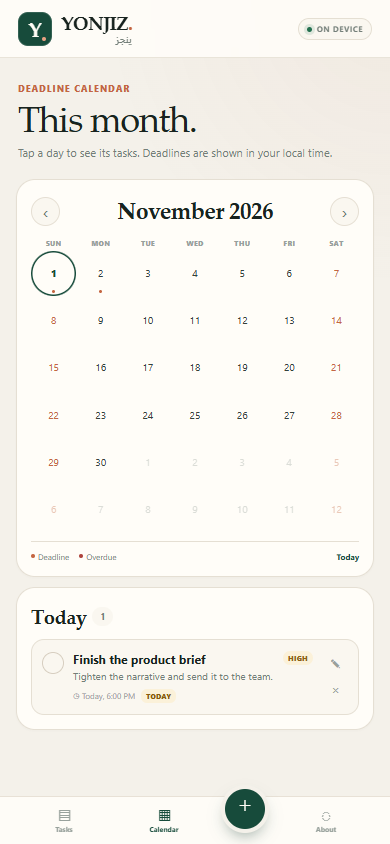 Y.
YONJIZ.
ينجز
ON DEVICE
DEADLINE CALENDAR
This month.
Tap a day to see its tasks. Deadlines are shown in your local time.
‹ November 2026 ›
SUN MON TUE WED THU FRI SAT
1 2 3 4 5 6 7
8 9 10 11 12 13 14
15 16 17 18 19 20 21
22 23 24 25 26 27 28
29 30 1 2 3 4 5
6 7 8 9 10 11 12
Deadline Overdue Today
Today 1
Finish the product brief HIGH
Tighten the narrative and send it to the team.
Today, 6:00 PM TODAY
+
Tasks Calendar About